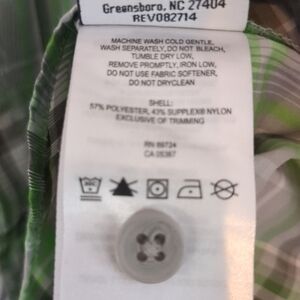 Greensboro, NC 27404
REV082714
MACHINE WASH COLD GENTLE,
WASH SEPARATELY, DO NOT BLEACH,
TUMBLE DRY LOW,
REMOVE PROMPTLY, IRON LOW,
DO NOT USE FABRIC SOFTENER,
DO NOT DRYCLEAN
SHELL:
57% POLYESTER, 43% SUPPLEX® NYLON
EXCLUSIVE OF TRIMMING
RN 89724
CA 05367